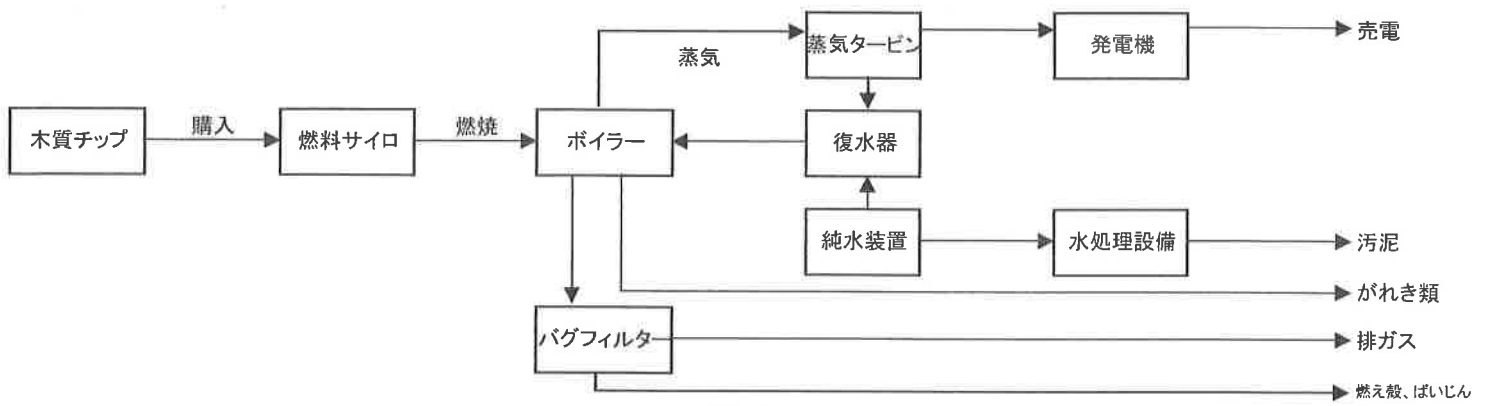 売電
蒸気タービン
発電機
蒸気
木質チップ
購入
燃料サイロ
燃焼
ボイラー
復水器
純水装置
水処理設備
汚泥
がれき類
バグフィルター
排ガス
燃え殻、ばいじん